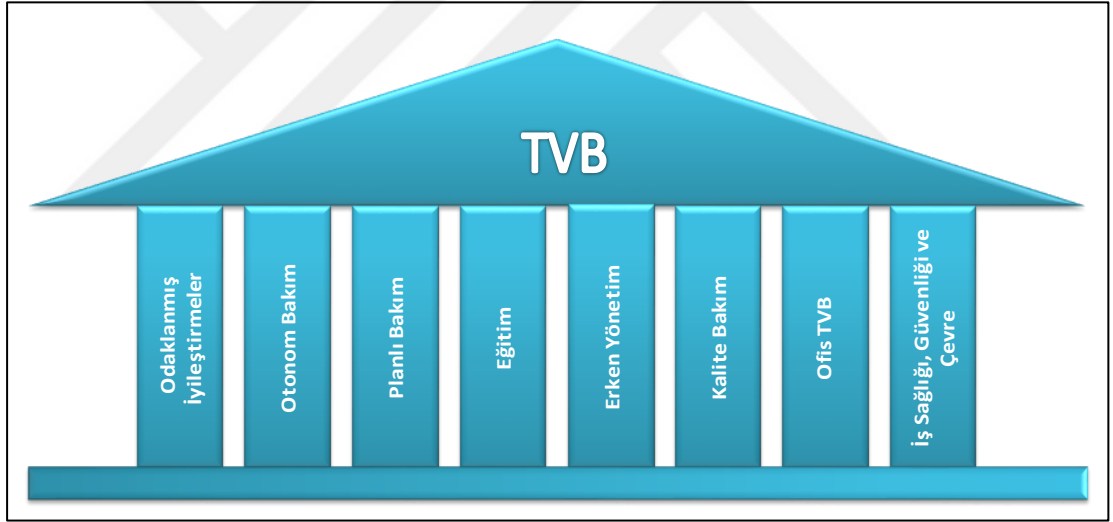 TVB
Odaklanmış
İyileştirmeler
Otonom Bakım
Planlı Bakım
Eğitim
Erken Yönetim
Kalite Bakım
Ofis TVB
İş Sağlığı, Güvenliği ve
Çevre